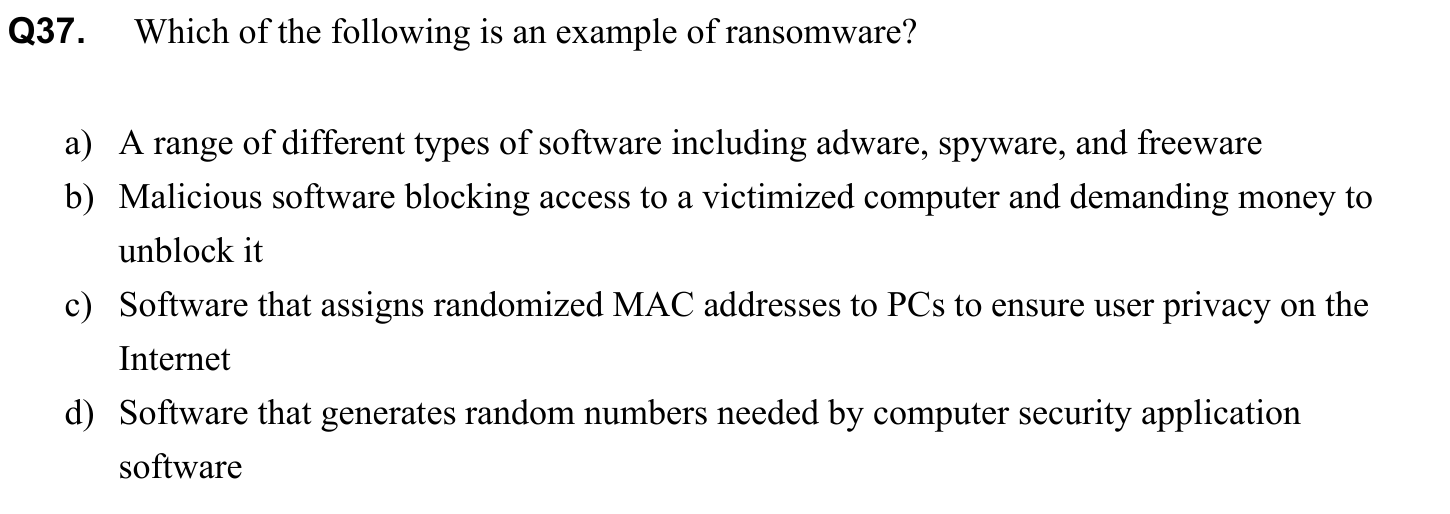 Q37. Which of the following is an example of ransomware?
a) A range of different types of software including adware, spyware, and freeware
b) Malicious software blocking access to a victimized computer and demanding money to
unblock it
c) Software that assigns randomized MAC addresses to PCs to ensure user privacy on the
Internet
d) Software that generates random numbers needed by computer security application
software